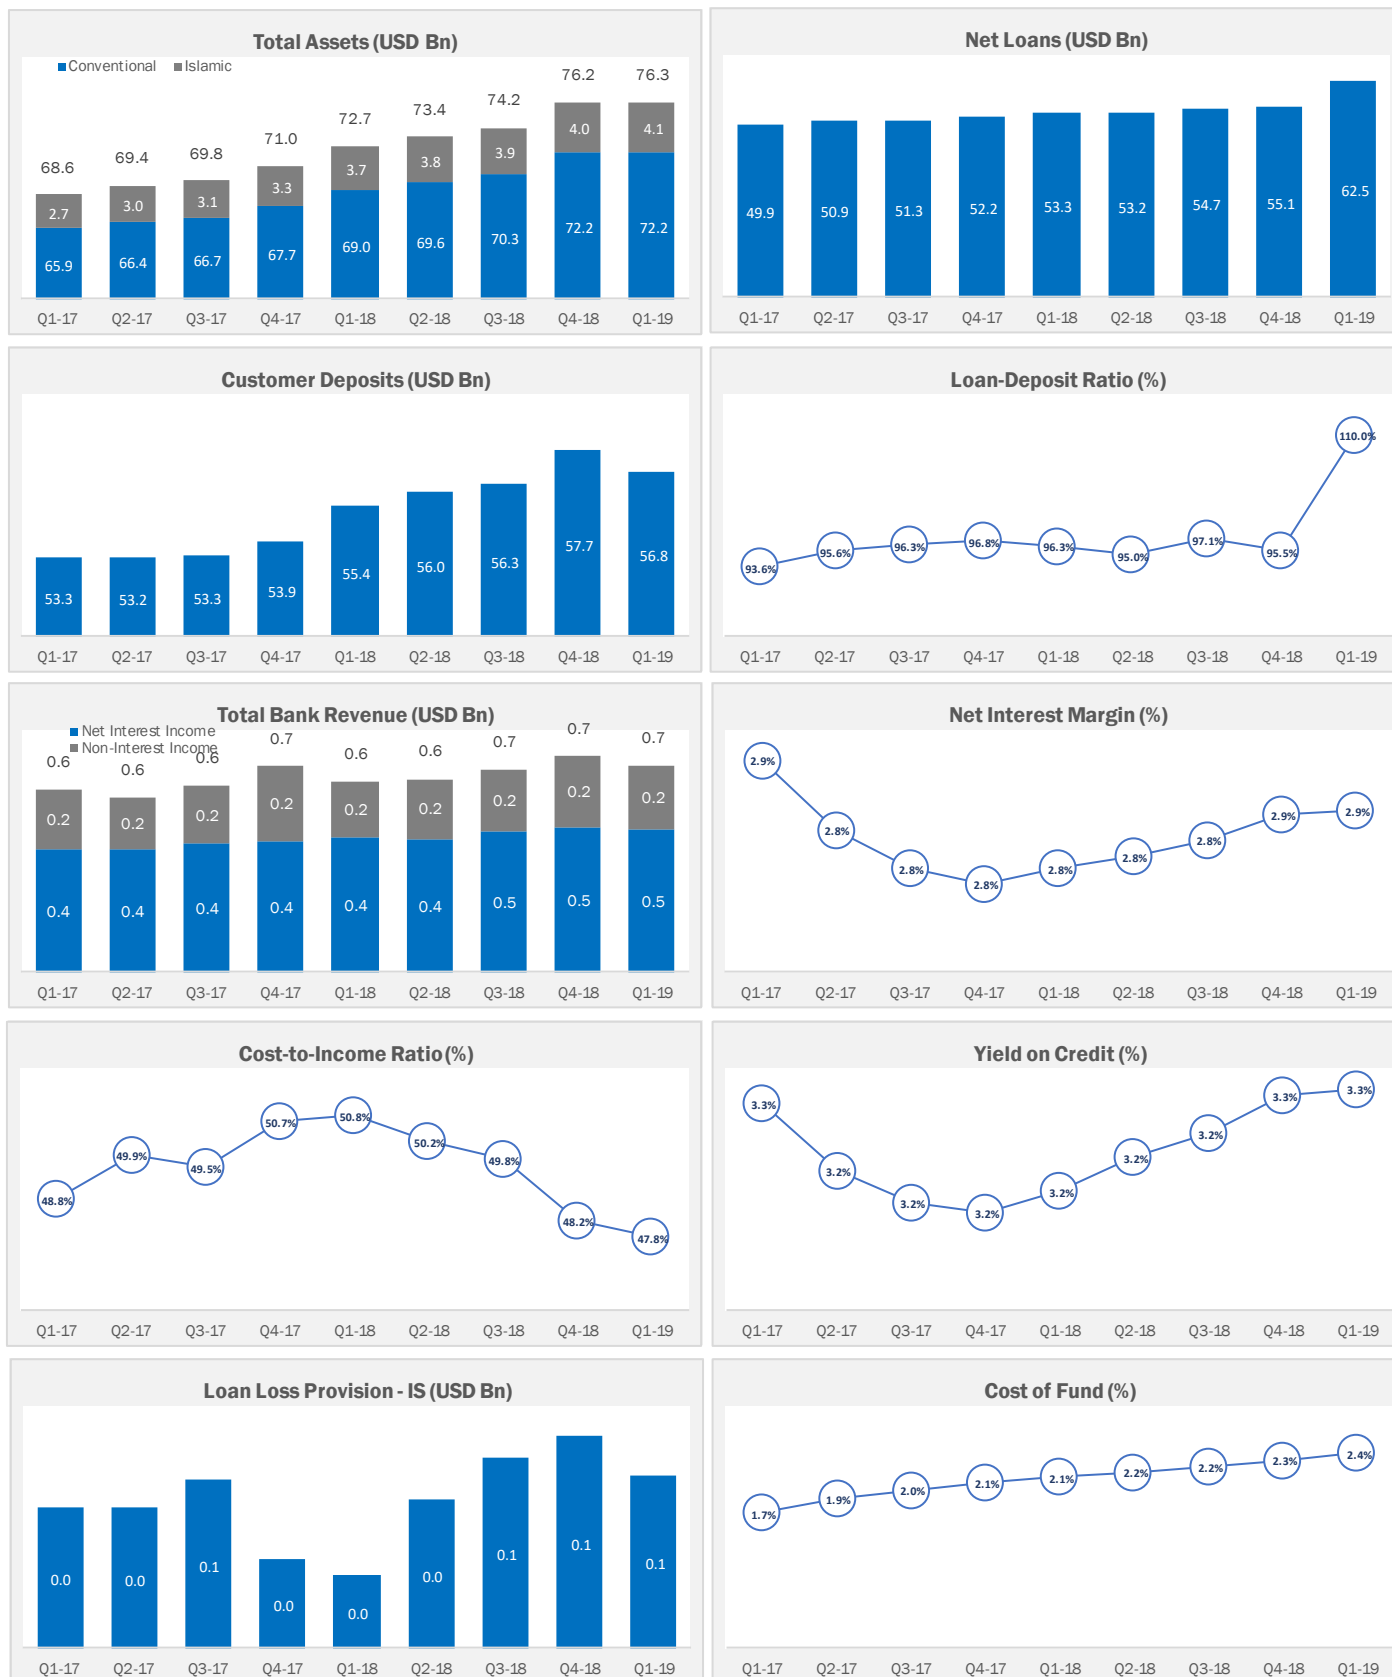 Total Assets (USD Bn)
Conventional Islamic
68.6 69.4 69.8 71.0 72.7 73.4 74.2 76.2 76.3
2.7 3.0 3.1 3.3 3.7 3.8 3.9 4.0 4.1
65.9 66.4 66.7 67.7 69.0 69.6 70.3 72.2 72.2
Q1-17 Q2-17 Q3-17 Q4-17 Q1-18 Q2-18 Q3-18 Q4-18 Q1-19
Net Loans (USD Bn)
49.9 50.9 51.3 52.2 53.3 53.2 54.7 55.1 62.5
Q1-17 Q2-17 Q3-17 Q4-17 Q1-18 Q2-18 Q3-18 Q4-18 Q1-19
Customer Deposits (USD Bn)
53.3 53.2 53.3 53.9 55.4 56.0 56.3 57.7 56.8
Q1-17 Q2-17 Q3-17 Q4-17 Q1-18 Q2-18 Q3-18 Q4-18 Q1-19
Loan-Deposit Ratio (%)
93.6% 95.6% 96.3% 96.8% 96.3% 95.0% 97.1% 95.5% 110.0%
Q1-17 Q2-17 Q3-17 Q4-17 Q1-18 Q2-18 Q3-18 Q4-18 Q1-19
Total Bank Revenue (USD Bn)
Net Interest Income
Non-Interest Income
0.6 0.6 0.6 0.7 0.6 0.6 0.7 0.7 0.7
0.2 0.2 0.2 0.2 0.2 0.2 0.2 0.2 0.2
0.4 0.4 0.4 0.4 0.4 0.4 0.5 0.5 0.5
Q1-17 Q2-17 Q3-17 Q4-17 Q1-18 Q2-18 Q3-18 Q4-18 Q1-19
Net Interest Margin (%)
2.9% 2.8% 2.8% 2.8% 2.8% 2.8% 2.8% 2.9% 2.9%
Q1-17 Q2-17 Q3-17 Q4-17 Q1-18 Q2-18 Q3-18 Q4-18 Q1-19
Cost-to-Income Ratio (%)
48.8% 49.9% 49.5% 50.7% 50.8% 50.2% 49.8% 48.2% 47.8%
Q1-17 Q2-17 Q3-17 Q4-17 Q1-18 Q2-18 Q3-18 Q4-18 Q1-19
Yield on Credit (%)
3.3% 3.2% 3.2% 3.2% 3.2% 3.2% 3.2% 3.3% 3.3%
Q1-17 Q2-17 Q3-17 Q4-17 Q1-18 Q2-18 Q3-18 Q4-18 Q1-19
Loan Loss Provision - IS (USD Bn)
0.0 0.0 0.1 0.0 0.0 0.0 0.1 0.1 0.1
Q1-17 Q2-17 Q3-17 Q4-17 Q1-18 Q2-18 Q3-18 Q4-18 Q1-19
Cost of Fund (%)
1.7% 1.9% 2.0% 2.1% 2.1% 2.2% 2.2% 2.3% 2.4%
Q1-17 Q2-17 Q3-17 Q4-17 Q1-18 Q2-18 Q3-18 Q4-18 Q1-19